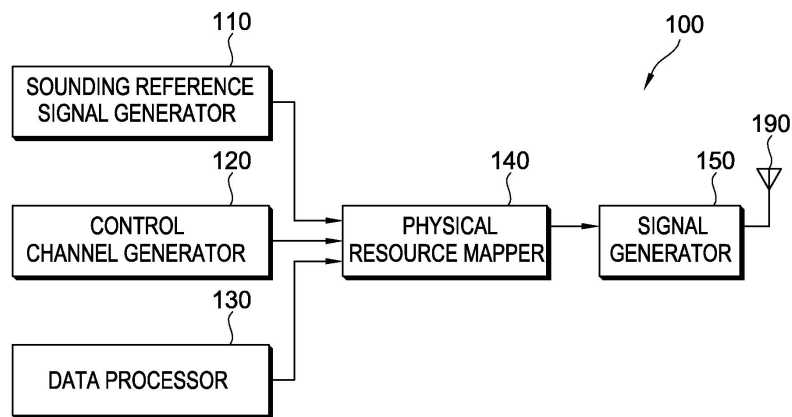 110
100
SOUNDING REFERENCE
SIGNAL GENERATOR
190
120
140
150
CONTROL
CHANNEL GENERATOR
PHYSICAL
RESOURCE MAPPER
SIGNAL
GENERATOR
130
DATA PROCESSOR